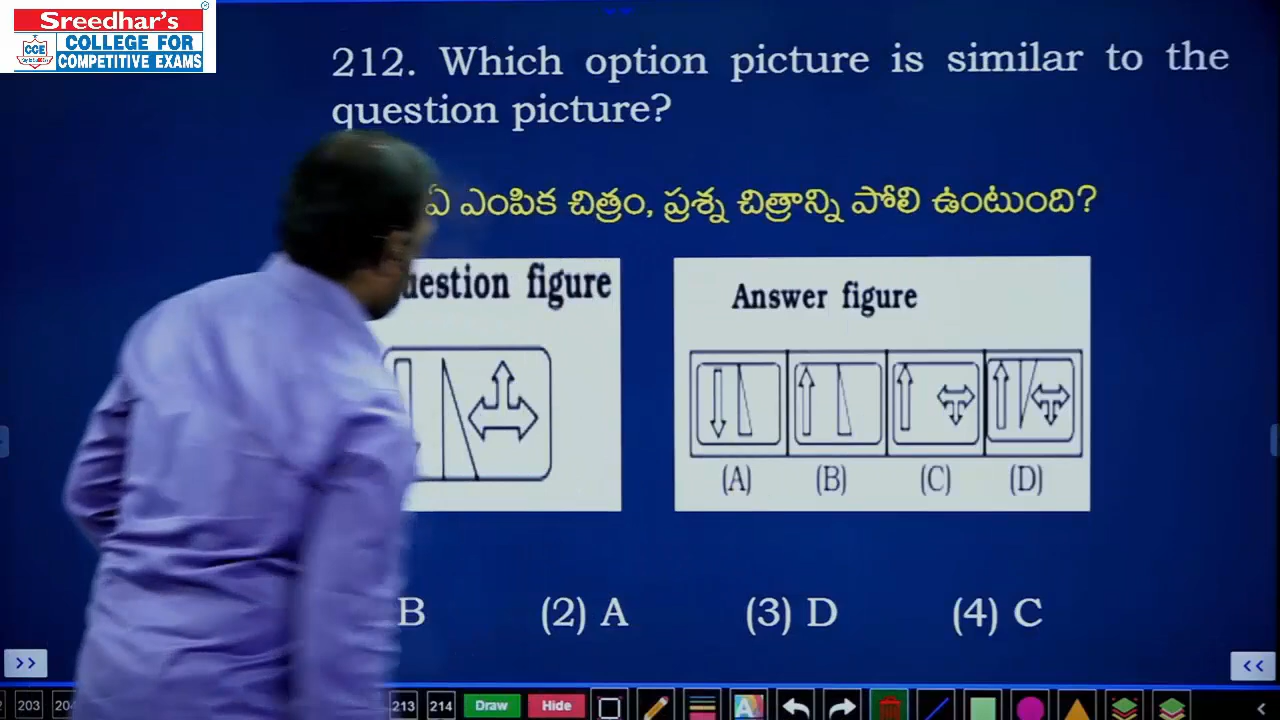 Sreedhar's
CCE
COLLEGE FOR
COMPETITIVE EXAMS
212. Which option picture is similar to the
question picture?
ఏ ఎంపిక చిత్రం, ప్రశ్న చిత్రాన్ని పోలి ఉంటుంది?
uestion figure
Answer figure
(A) (B) (C) (D)
B (2) A (3) D (4) C
>> <<
203 204 213 214 Draw Hide A <